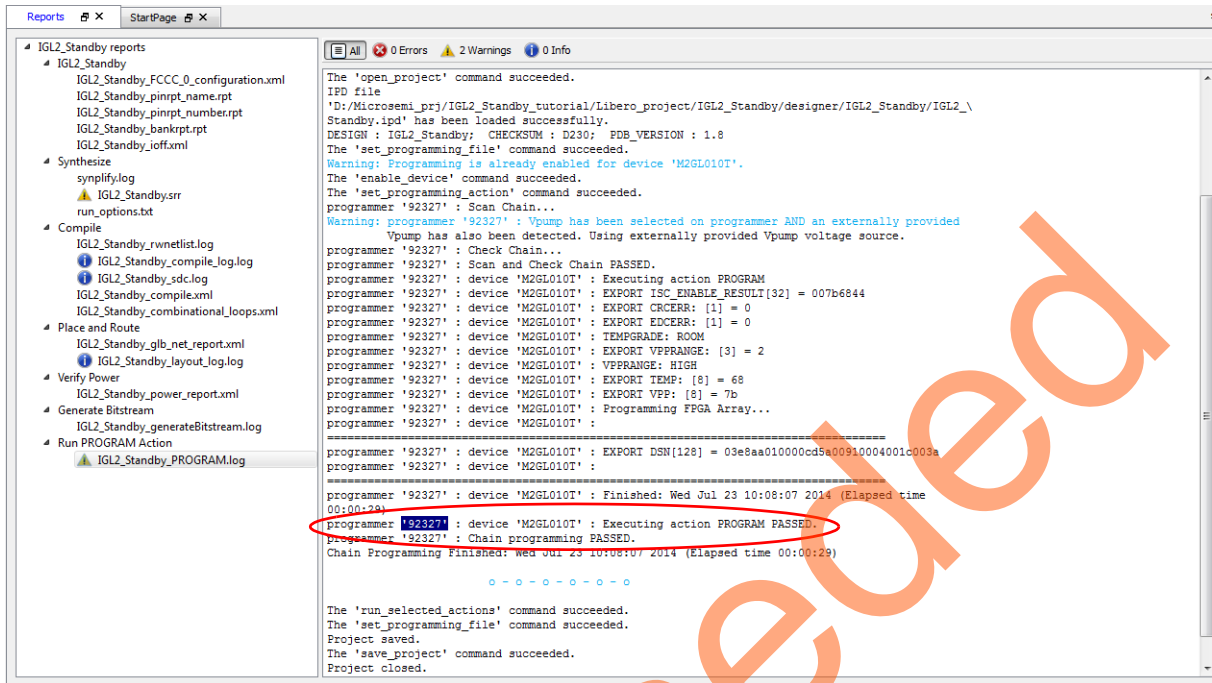 Reports
StartPage
IGL2_Standby reports
IGL2_Standby
IGL2_Standby_FCCC_0_configuration.xml
IGL2_Standby_pinrpt_name.rpt
IGL2_Standby_pinrpt_number.rpt
IGL2_Standby_bankrpt.rpt
IGL2_Standby_ioff.xml
Synthesize
synplify.log
IGL2_Standby.srr
run_options.txt
Compile
IGL2_Standby_rwnetlist.log
IGL2_Standby_compile_log.log
IGL2_Standby_sdc.log
IGL2_Standby_compile.xml
IGL2_Standby_combinational_loops.xml
Place and Route
IGL2_Standby_glb_net_report.xml
IGL2_Standby_layout_log.log
Verify Power
IGL2_Standby_power_report.xml
Generate Bitstream
IGL2_Standby_generateBitstream.log
Run PROGRAM Action
IGL2_Standby_PROGRAM.log
All 0 Errors 2 Warnings 0 Info
The 'open_project' command succeeded.
IPD file
'D:/Microsemi_prj/IGL2_Standby_tutorial/Libero_project/IGL2_Standby/designer/IGL2_Standby/IGL2_\
Standby.ipd' has been loaded successfully.
DESIGN : IGL2_Standby; CHECKSUM : D230; PDB_VERSION : 1.8
The 'set_programming_file' command succeeded.
Warning: Programming is already enabled for device 'M2GL010T'.
The 'enable_device' command succeeded.
The 'set_programming_action' command succeeded.
programmer '92327' : Scan Chain...
Warning: programmer '92327' : Vpump has been selected on programmer AND an externally provided
Vpump has also been detected. Using externally provided Vpump voltage source.
programmer '92327' : Check Chain...
programmer '92327' : Scan and Check Chain PASSED.
programmer '92327' : device 'M2GL010T' : Executing action PROGRAM
programmer '92327' : device 'M2GL010T' : EXPORT ISC_ENABLE_RESULT[32] = 007b6844
programmer '92327' : device 'M2GL010T' : EXPORT CRCERR: [1] = 0
programmer '92327' : device 'M2GL010T' : EXPORT EDCERR: [1] = 0
programmer '92327' : device 'M2GL010T' : TEMPGRADE: ROOM
programmer '92327' : device 'M2GL010T' : EXPORT VPPRANGE: [3] = 2
programmer '92327' : device 'M2GL010T' : VPPRANGE: HIGH
programmer '92327' : device 'M2GL010T' : EXPORT TEMP: [8] = 68
programmer '92327' : device 'M2GL010T' : EXPORT VPP: [8] = 7b
programmer '92327' : device 'M2GL010T' : Programming FPGA Array...
programmer '92327' : device 'M2GL010T' :
===================================================================================
programmer '92327' : device 'M2GL010T' : EXPORT DSN[128] = 03e8aa010000cd5a00910004001c003a
programmer '92327' : device 'M2GL010T' :
===================================================================================
programmer '92327' : device 'M2GL010T' : Finished: Wed Jul 23 10:08:07 2014 (Elapsed time
00:00:29)
programmer '92327' : device 'M2GL010T' : Executing action PROGRAM PASSED.
programmer '92327' : Chain programming PASSED.
Chain Programming Finished: Wed Jul 23 10:08:07 2014 (Elapsed time 00:00:29)
o - o - o - o - o - o
The 'run_selected_actions' command succeeded.
The 'set_programming_file' command succeeded.
Project saved.
The 'save_project' command succeeded.
Project closed.